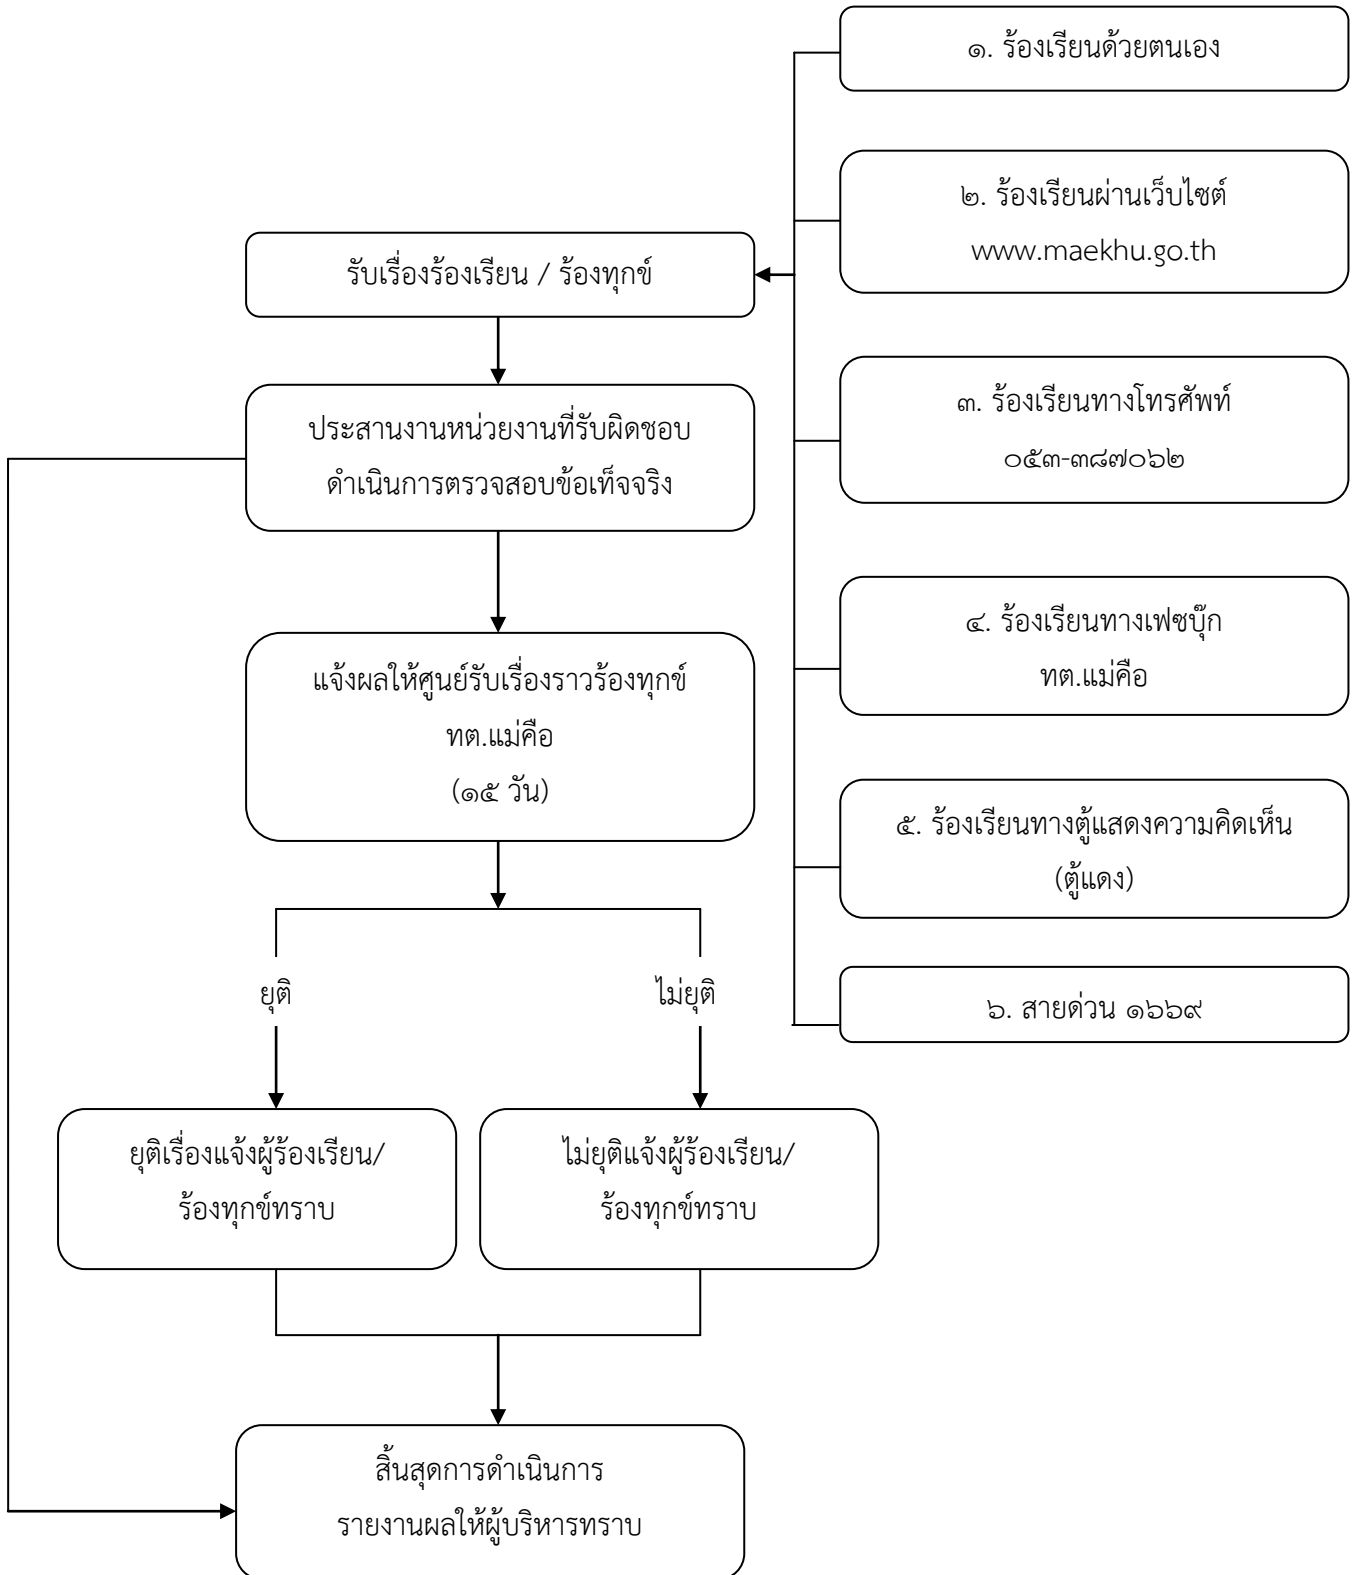 ๑. ร้องเรียนด้วยตนเอง
๒. ร้องเรียนผ่านเว็บไซต์
www.maekhu.go.th
รับเรื่องร้องเรียน / ร้องทุกข์
๓. ร้องเรียนทางโทรศัพท์
๐๕๓-๓๘๗๐๖๒
ประสานงานหน่วยงานที่รับผิดชอบ
ดำเนินการตรวจสอบข้อเท็จจริง
๔. ร้องเรียนทางเฟซบุ๊ก
ทต.แม่คือ
แจ้งผลให้ศูนย์รับเรื่องราวร้องทุกข์
ทต.แม่คือ
(๑๕ วัน)
๕. ร้องเรียนทางตู้แสดงความคิดเห็น
(ตู้แดง)
๖. สายด่วน ๑๖๖๙
ยุติ
ไม่ยุติ
ยุติเรื่องแจ้งผู้ร้องเรียน/
ร้องทุกข์ทราบ
ไม่ยุติแจ้งผู้ร้องเรียน/
ร้องทุกข์ทราบ
สิ้นสุดการดำเนินการ
รายงานผลให้ผู้บริหารทราบ